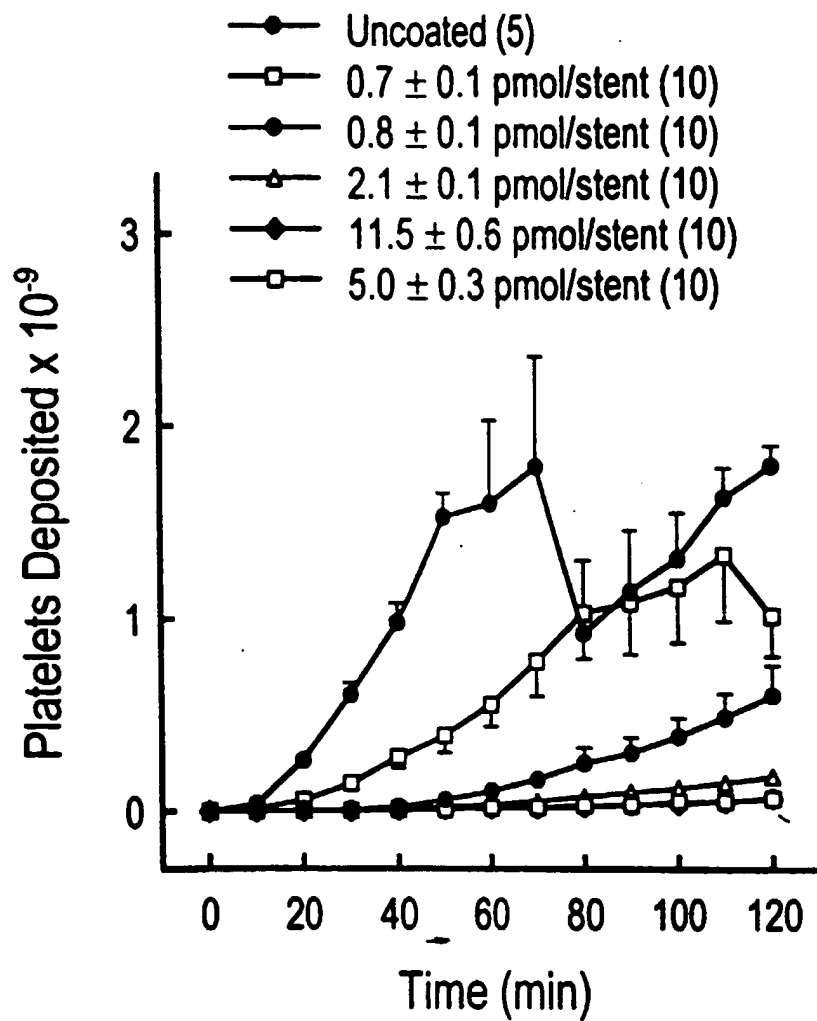 Uncoated (5)
0.7 ± 0.1 pmol/stent (10)
0.8 ± 0.1 pmol/stent (10)
2.1 ± 0.1 pmol/stent (10)
11.5 ± 0.6 pmol/stent (10)
5.0 ± 0.3 pmol/stent (10)
Platelets Deposited x 10⁻⁹
3
2
1
0
0 20 40 60 80 100 120
Time (min)